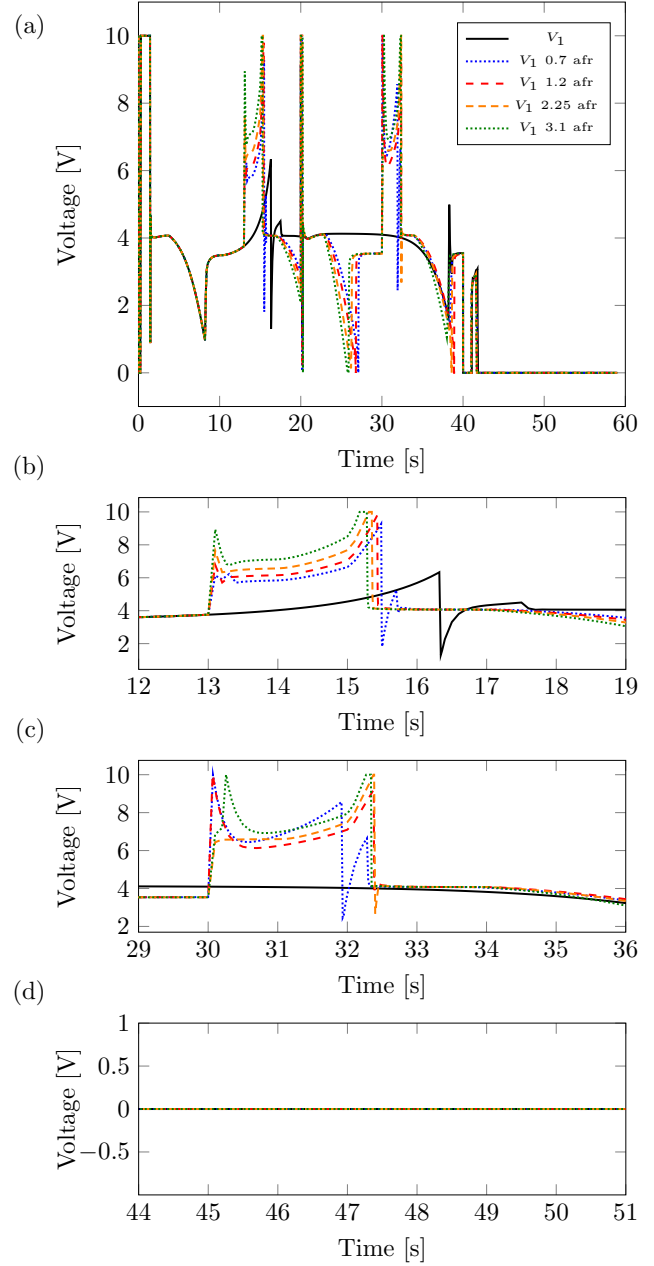 (a)
10
8
6
4
2
0
Voltage [V]
V1
V1 0.7 afr
V1 1.2 afr
V1 2.25 afr
V1 3.1 afr
0 10 20 30 40 50 60
Time [s]
(b)
10
8
6
4
2
Voltage [V]
12 13 14 15 16 17 18 19
Time [s]
(c)
10
8
6
4
2
Voltage [V]
29 30 31 32 33 34 35 36
Time [s]
(d)
1
0.5
0
−0.5
Voltage [V]
44 45 46 47 48 49 50 51
Time [s]